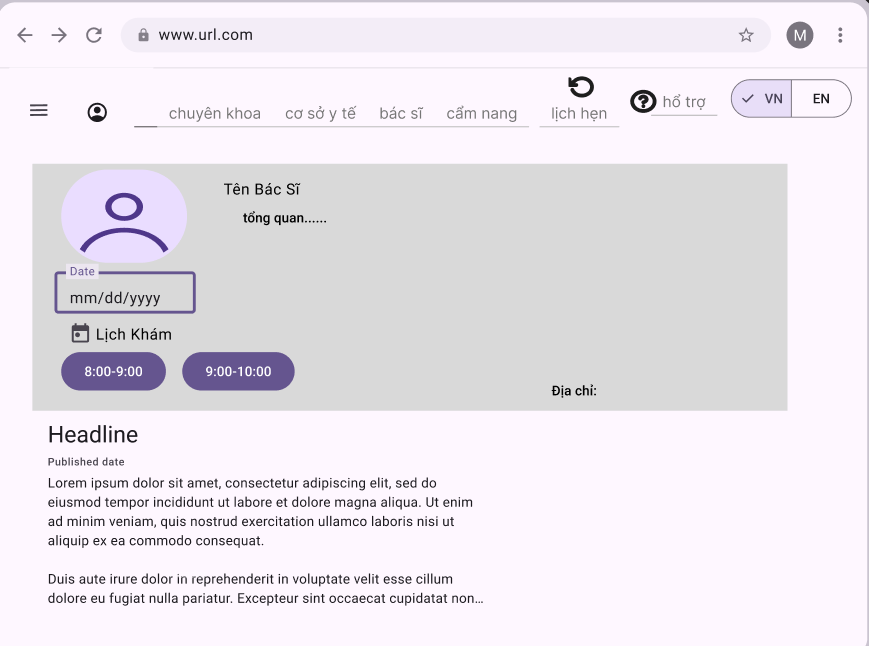 www.url.com
M
chuyên khoa cơ sở y tế bác sĩ cẩm nang lịch hẹn hổ trợ VN EN
Tên Bác Sĩ
tổng quan......
Date
mm/dd/yyyy
Lịch Khám
8:00-9:00 9:00-10:00
Địa chỉ:
Headline
Published date
Lorem ipsum dolor sit amet, consectetur adipiscing elit, sed do
eiusmod tempor incididunt ut labore et dolore magna aliqua. Ut enim
ad minim veniam, quis nostrud exercitation ullamco laboris nisi ut
aliquip ex ea commodo consequat.
Duis aute irure dolor in reprehenderit in voluptate velit esse cillum
dolore eu fugiat nulla pariatur. Excepteur sint occaecat cupidatat non...